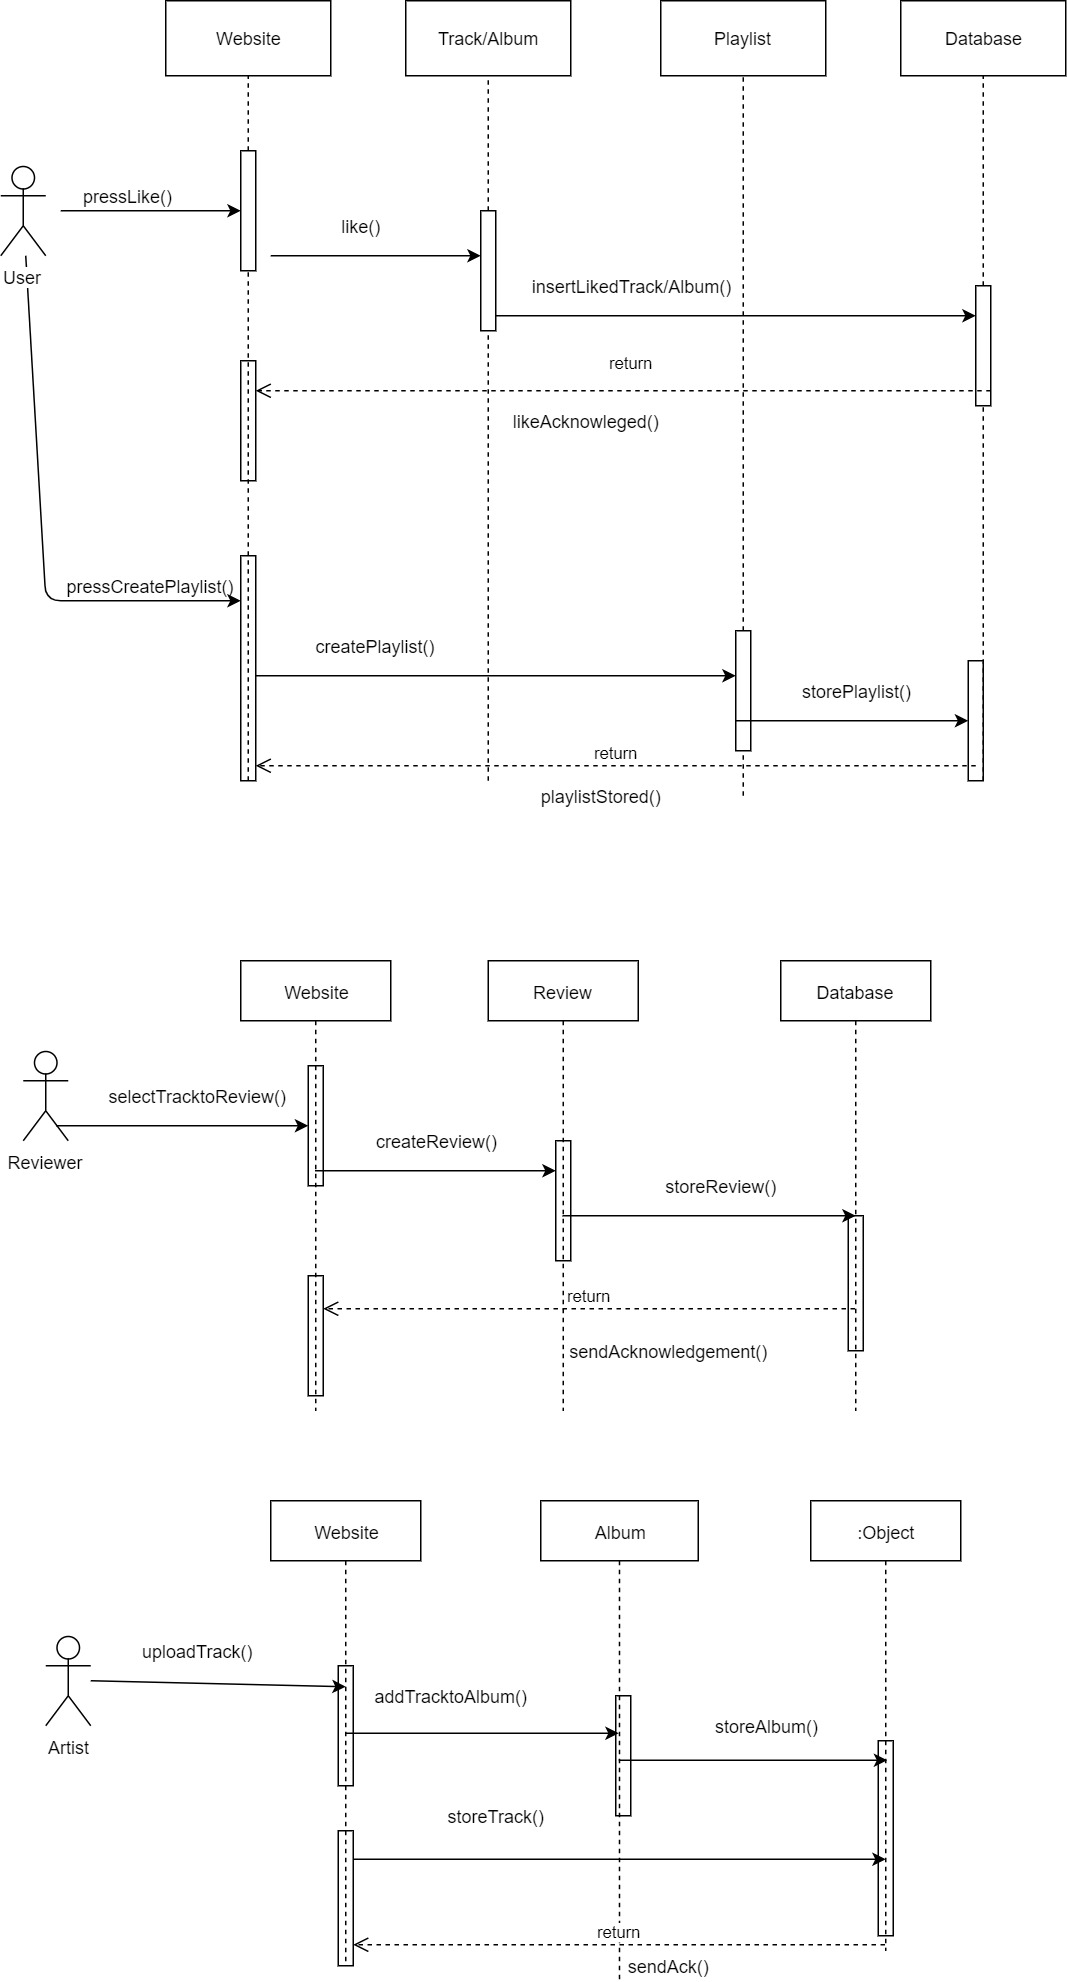 Website
Track/Album
Playlist
Database
pressLike()
like()
User
insertLikedTrack/Album()
return
likeAcknowleged()
pressCreatePlaylist()
createPlaylist()
storePlaylist()
return
playlistStored()
Website
Review
Database
selectTracktoReview()
createReview()
Reviewer
storeReview()
return
sendAcknowledgement()
Website
Album
:Object
uploadTrack()
addTracktoAlbum()
storeAlbum()
Artist
storeTrack()
return
sendAck()